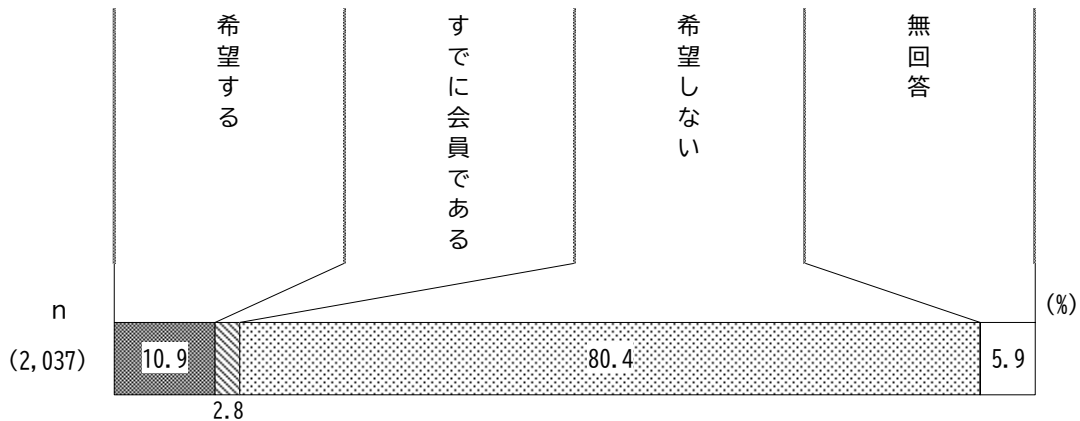 希望する
すでに会員である
希望しない
無回答
n
(%)
(2,037)
10.9
80.4
5.9
2.8